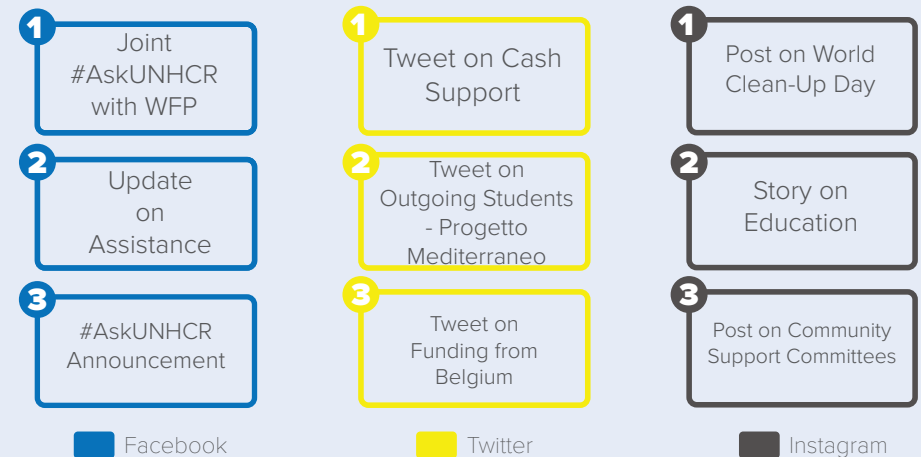 1
Joint
#AskUNHCR
with WFP
2
Update
on
Assistance
3
#AskUNHCR
Announcement
Facebook
1
Tweet on Cash
Support
2
Tweet on
Outgoing Students
- Progetto
Mediterraneo
3
Tweet on
Funding from
Belgium
Twitter
1
Post on World
Clean-Up Day
2
Story on
Education
3
Post on Community
Support Committees
Instagram